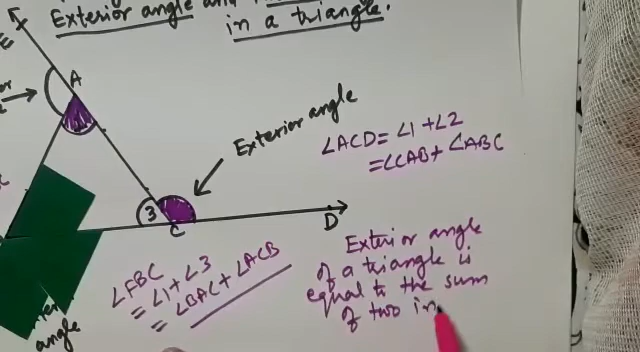 Exterior angle and
in a triangle.
E
A
Exterior angle
∠ACD = ∠1 + ∠2
= ∠CAB + ∠ABC
3
C
D
∠FBC
= ∠1 + ∠3
= ∠BAC + ∠ACB
Exterior angle
of a triangle is
equal to the sum
of two in
angle